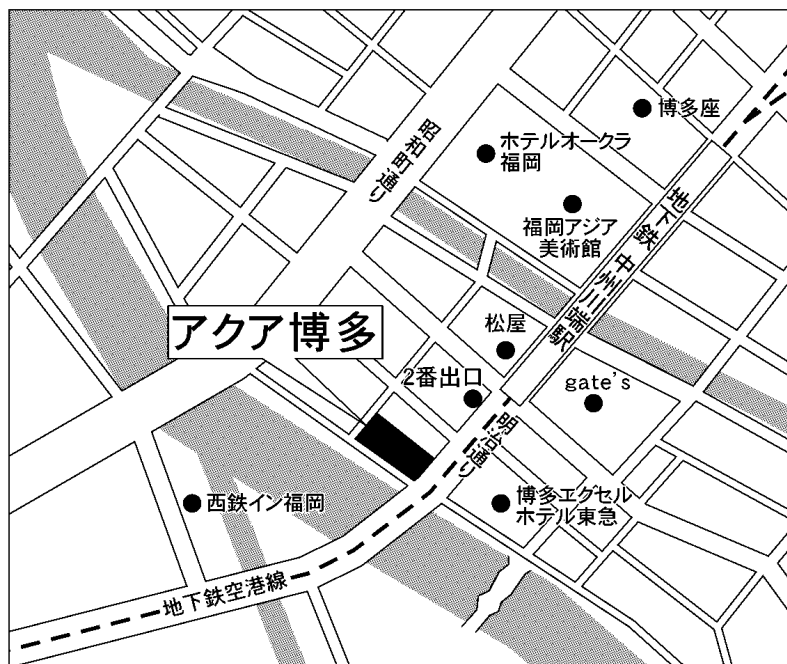 博多座
ホテルオークラ
福岡
昭和町通り
福岡アジア
美術館
地下鉄 中州川端駅
松屋
アクア博多
2番出口
gate's
明治通り
西鉄イン福岡
博多エクセル
ホテル東急
地下鉄空港線